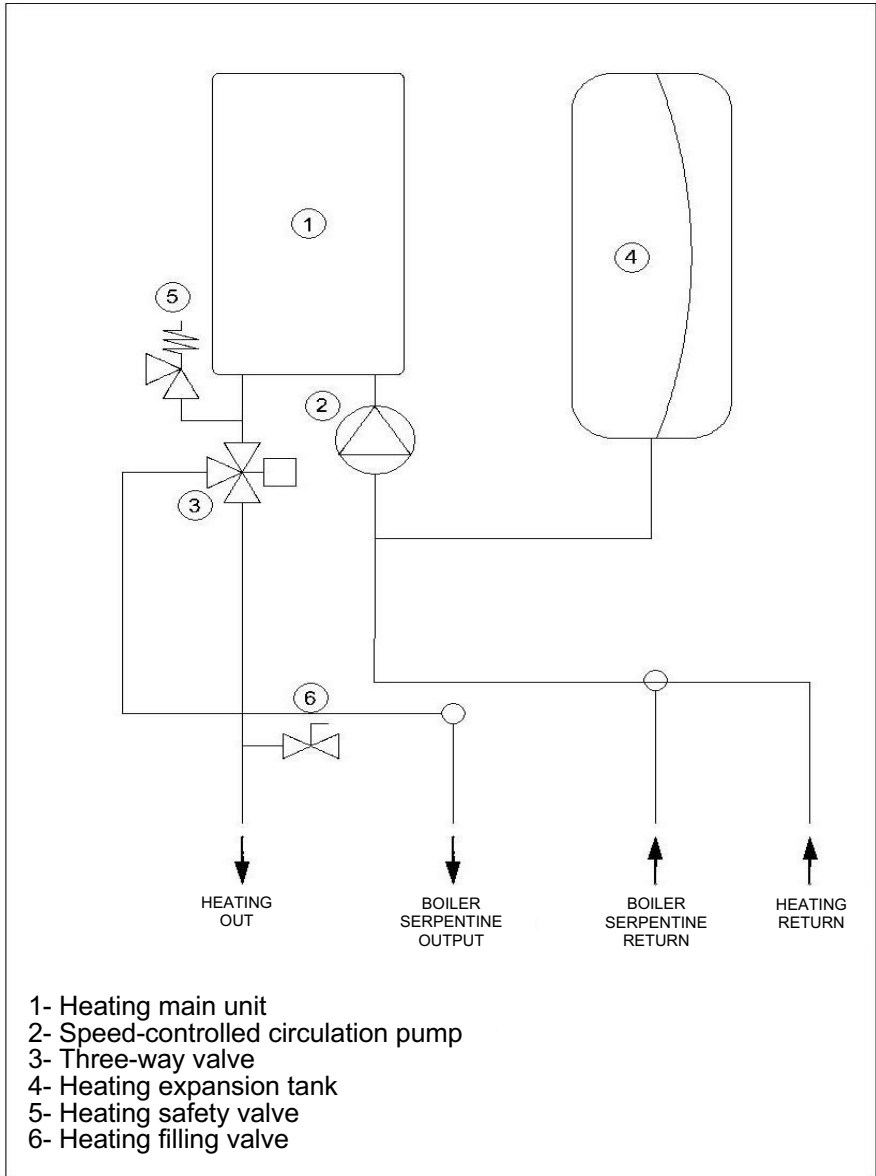 1
4
5
2
3
6
HEATING
OUT
BOILER
SERPENTINE
OUTPUT
BOILER
SERPENTINE
RETURN
HEATING
RETURN
1- Heating main unit
2- Speed-controlled circulation pump
3- Three-way valve
4- Heating expansion tank
5- Heating safety valve
6- Heating filling valve